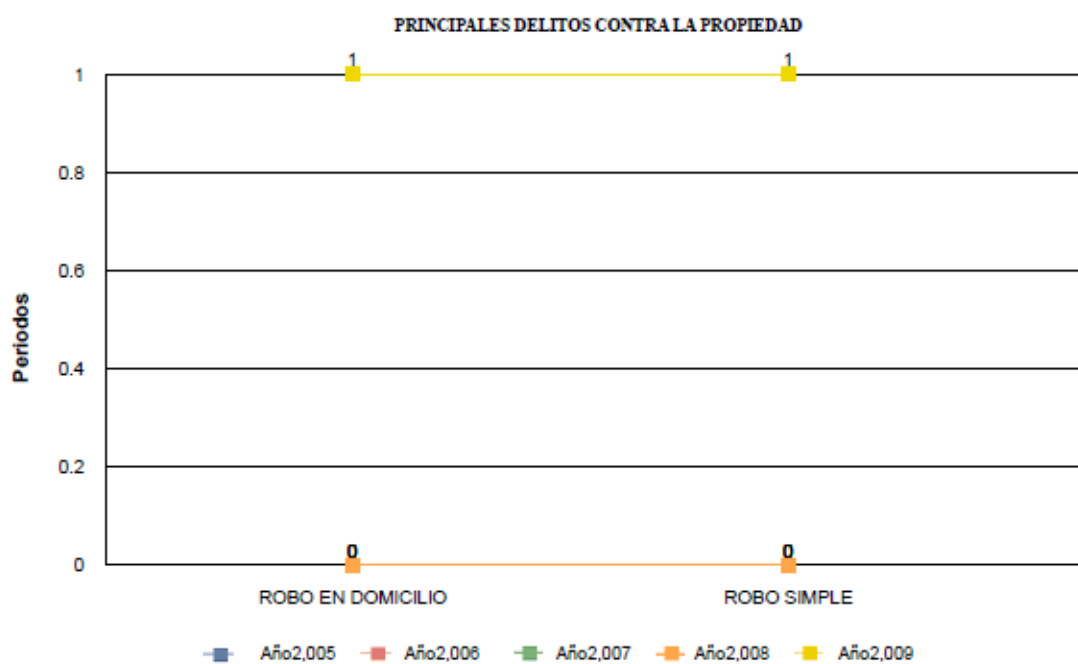 PRINCIPALES DELITOS CONTRA LA PROPIEDAD
1 1
1
0.8
0.6
0.4
0.2
0
Periodos
0 0
ROBO EN DOMICILIO ROBO SIMPLE
Año2,005 Año2,006 Año2,007 Año2,008 Año2,009